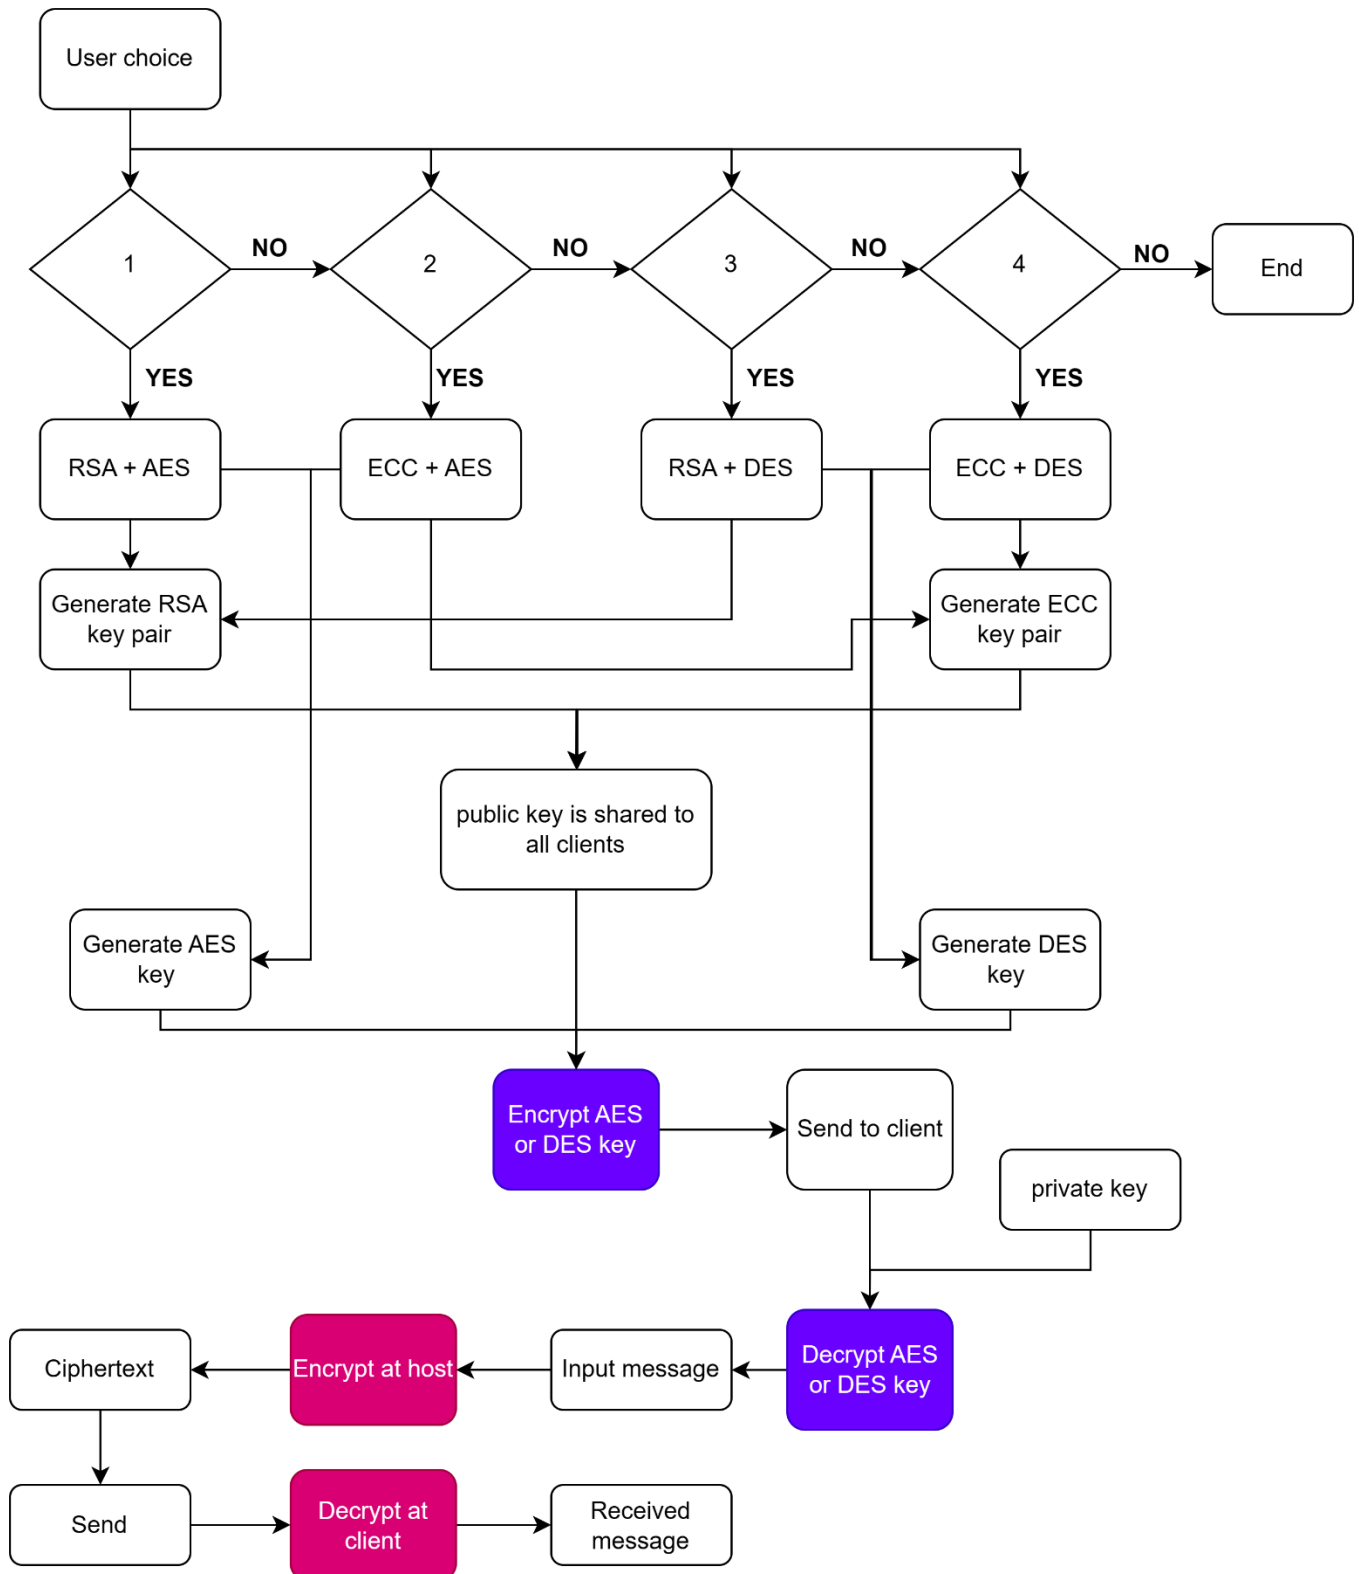 User choice
1
NO
2
NO
3
NO
4
NO
End
YES
YES
YES
YES
RSA + AES
ECC + AES
RSA + DES
ECC + DES
Generate RSA
key pair
Generate ECC
key pair
public key is shared to
all clients
Generate AES
key
Generate DES
key
Encrypt AES
or DES key
Send to client
private key
Ciphertext
Encrypt at host
Input message
Decrypt AES
or DES key
Send
Decrypt at
client
Received
message